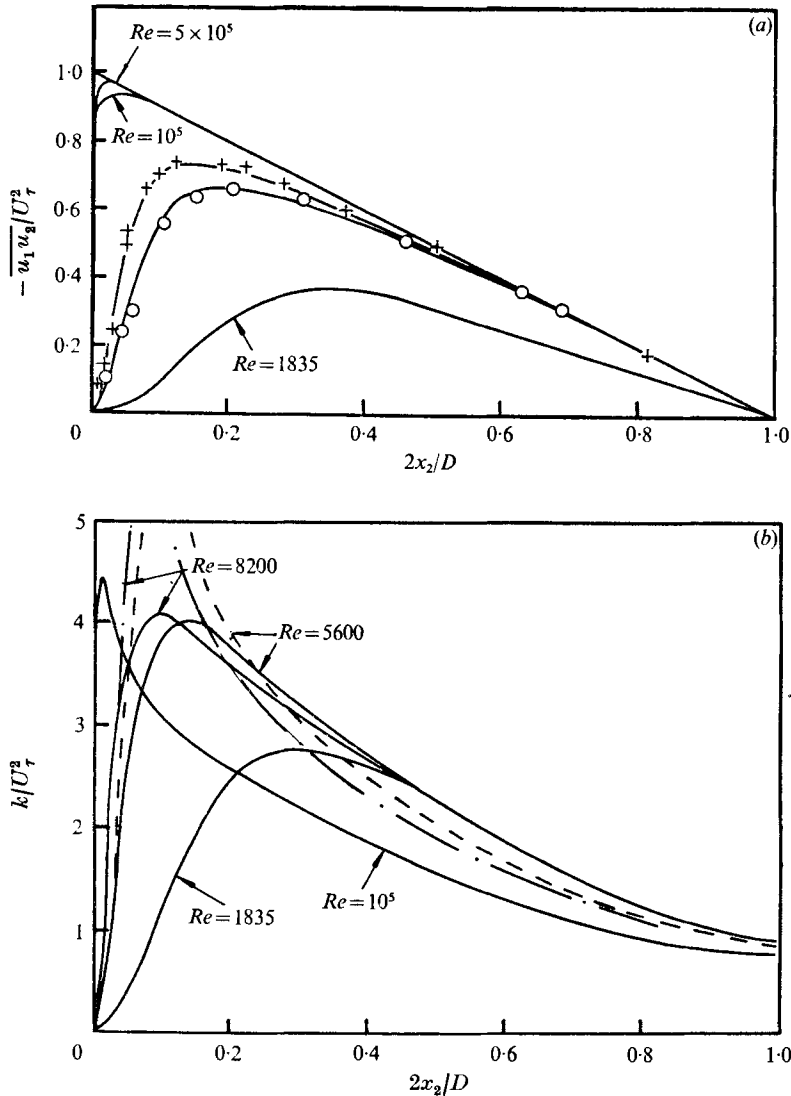 (a)
Re=5 × 10⁵
1·0
0·8
Re=10⁵
0·6
0·4
0·2
Re=1835
0
0·2
0·4
0·6
0·8
1·0
−u₁u₂/U²τ
2x₂/D
(b)
5
Re=8200
4
Re=5600
3
2
Re=10⁵
Re=1835
1
0
0·2
0·4
0·6
0·8
1·0
k/U²τ
2x₂/D